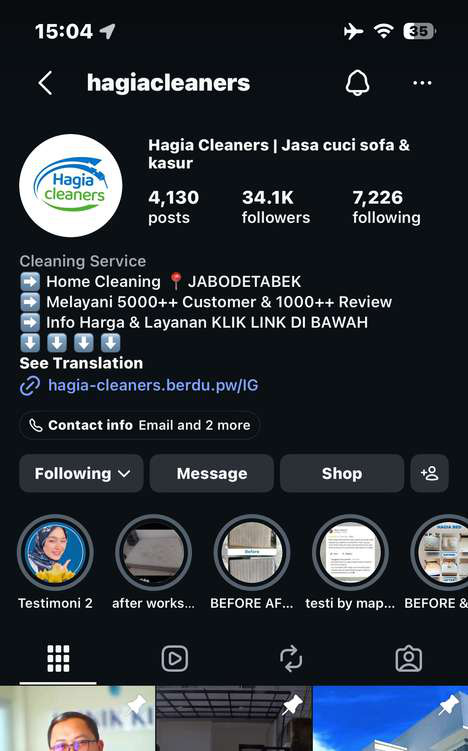 15:04
35
hagiacleaners
Hagia
cleaners
Hagia Cleaners | Jasa cuci sofa &
kasur
4,130
34.1K
7,226
posts
followers
following
Cleaning Service
➡️ Home Cleaning 📍 JABODETABEK
➡️ Melayani 5000++ Customer & 1000++ Review
➡️ Info Harga & Layanan KLIK LINK DI BAWAH
⬇️ ⬇️ ⬇️ ⬇️
See Translation
hagia-cleaners.berdu.pw/IG
Contact info Email and 2 more
Following
Message
Shop
Before
HAGIA BED
Testimoni 2
after works...
BEFORE AF...
testi by map...
BEFORE &